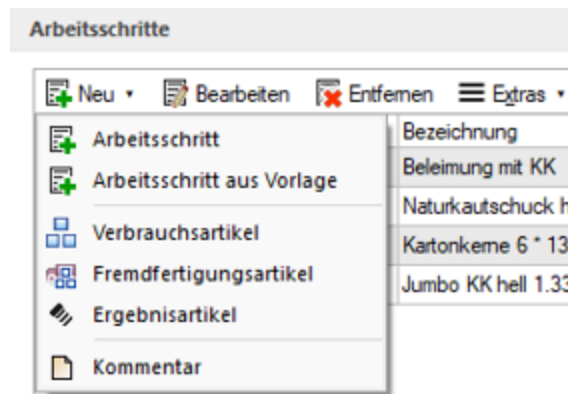 Arbeitsschritte
Neu Bearbeiten Entfernen Extras
Arbeitsschritt
Arbeitsschritt aus Vorlage
Verbrauchsartikel
Fremdfertigungsartikel
Ergebnisartikel
Kommentar
Bezeichnung
Beleimung mit KK
Naturkautschuck h
Kartonkerne 6 * 13
Jumbo KK hell 1.33